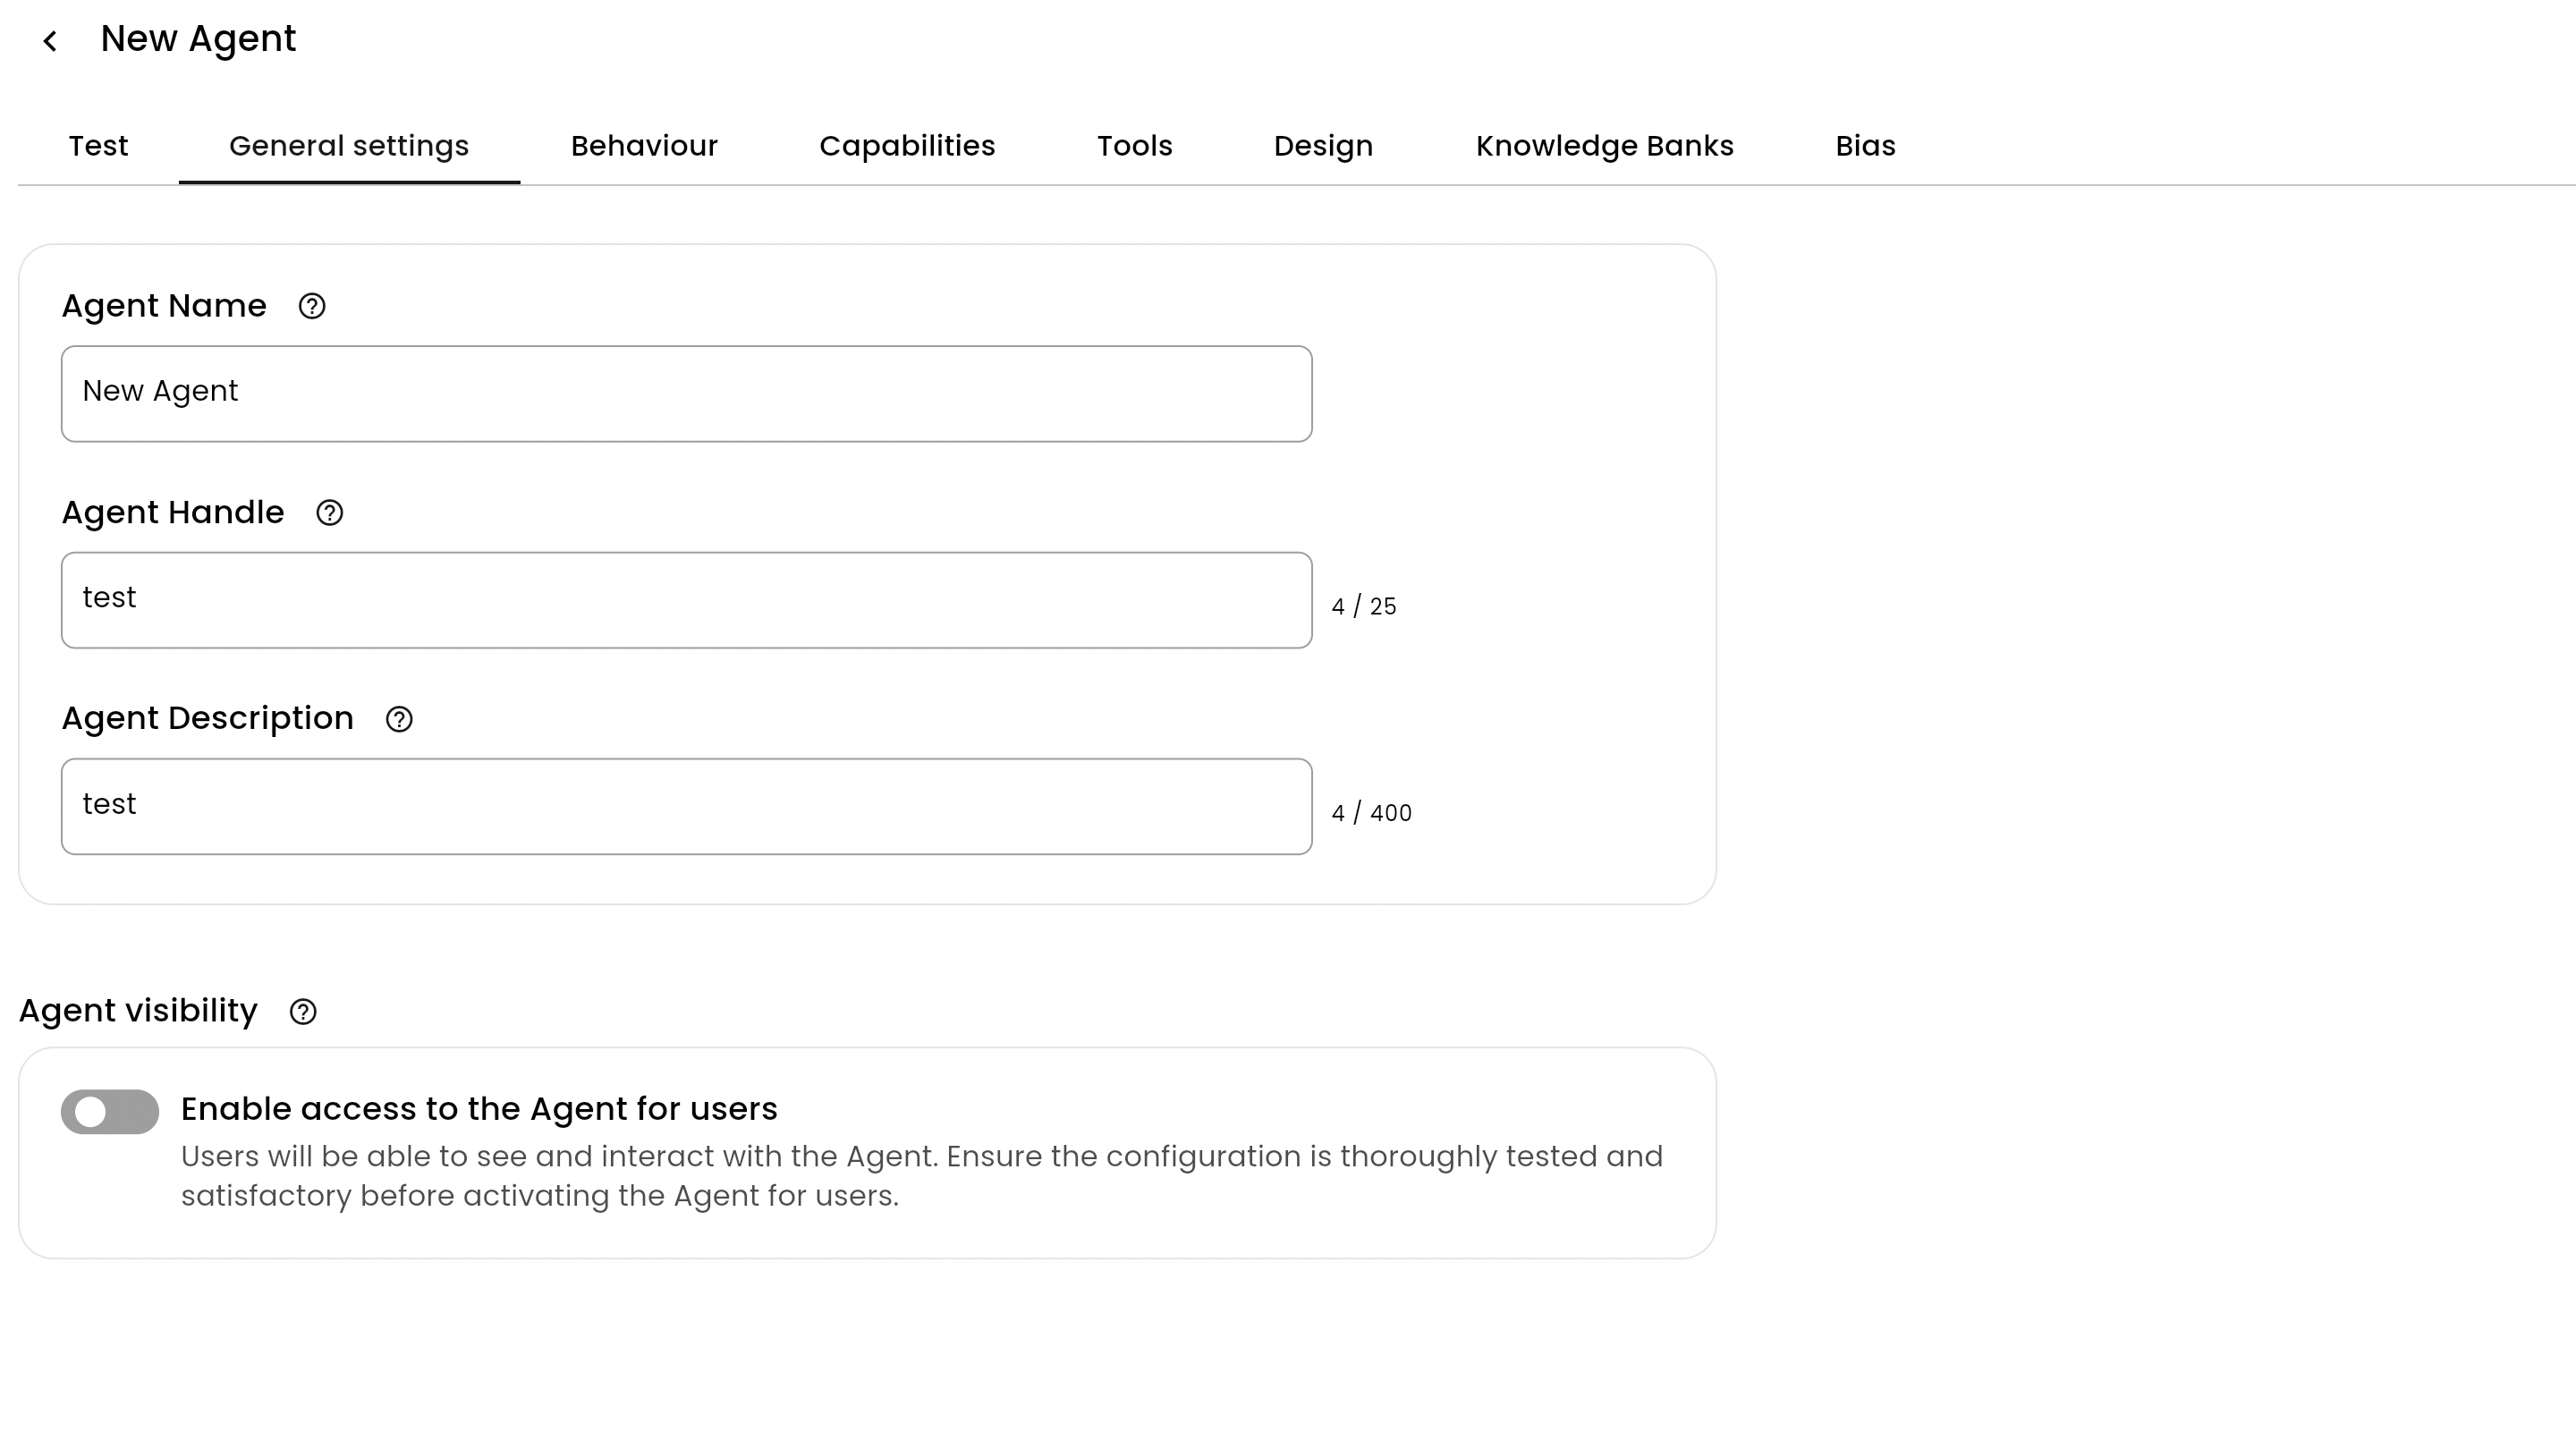 New Agent
Test General settings Behaviour Capabilities Tools Design Knowledge Banks Bias
Agent Name
New Agent
Agent Handle
test
4 / 25
Agent Description
test
4 / 400
Agent visibility
Enable access to the Agent for users
Users will be able to see and interact with the Agent. Ensure the configuration is thoroughly tested and
satisfactory before activating the Agent for users.